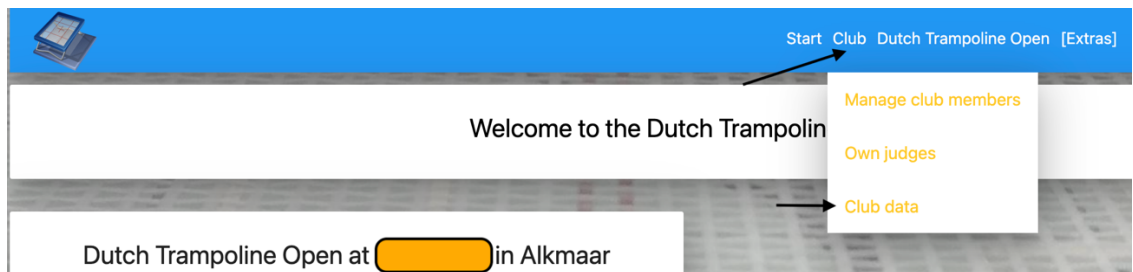 Start Club Dutch Trampoline Open [Extras]
Manage club members
Welcome to the Dutch
Own judges
Club data
Dutch Trampoline Open at in Alkmaar